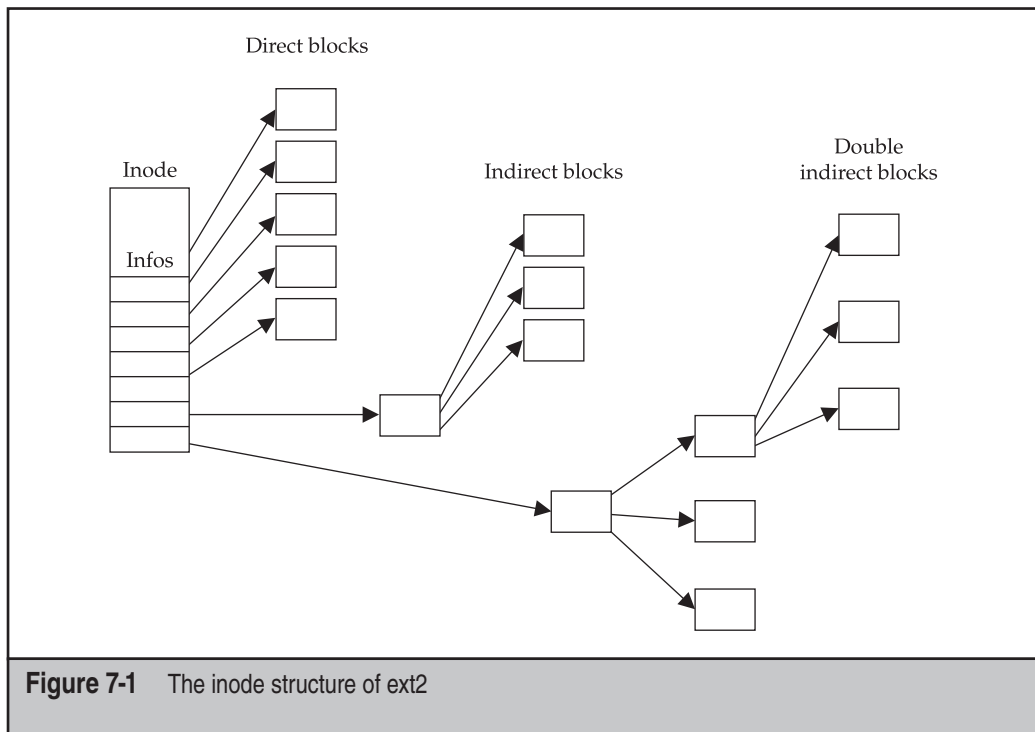 Direct blocks
Inode
Indirect blocks
Double
indirect blocks
Infos
Figure 7-1 The inode structure of ext2